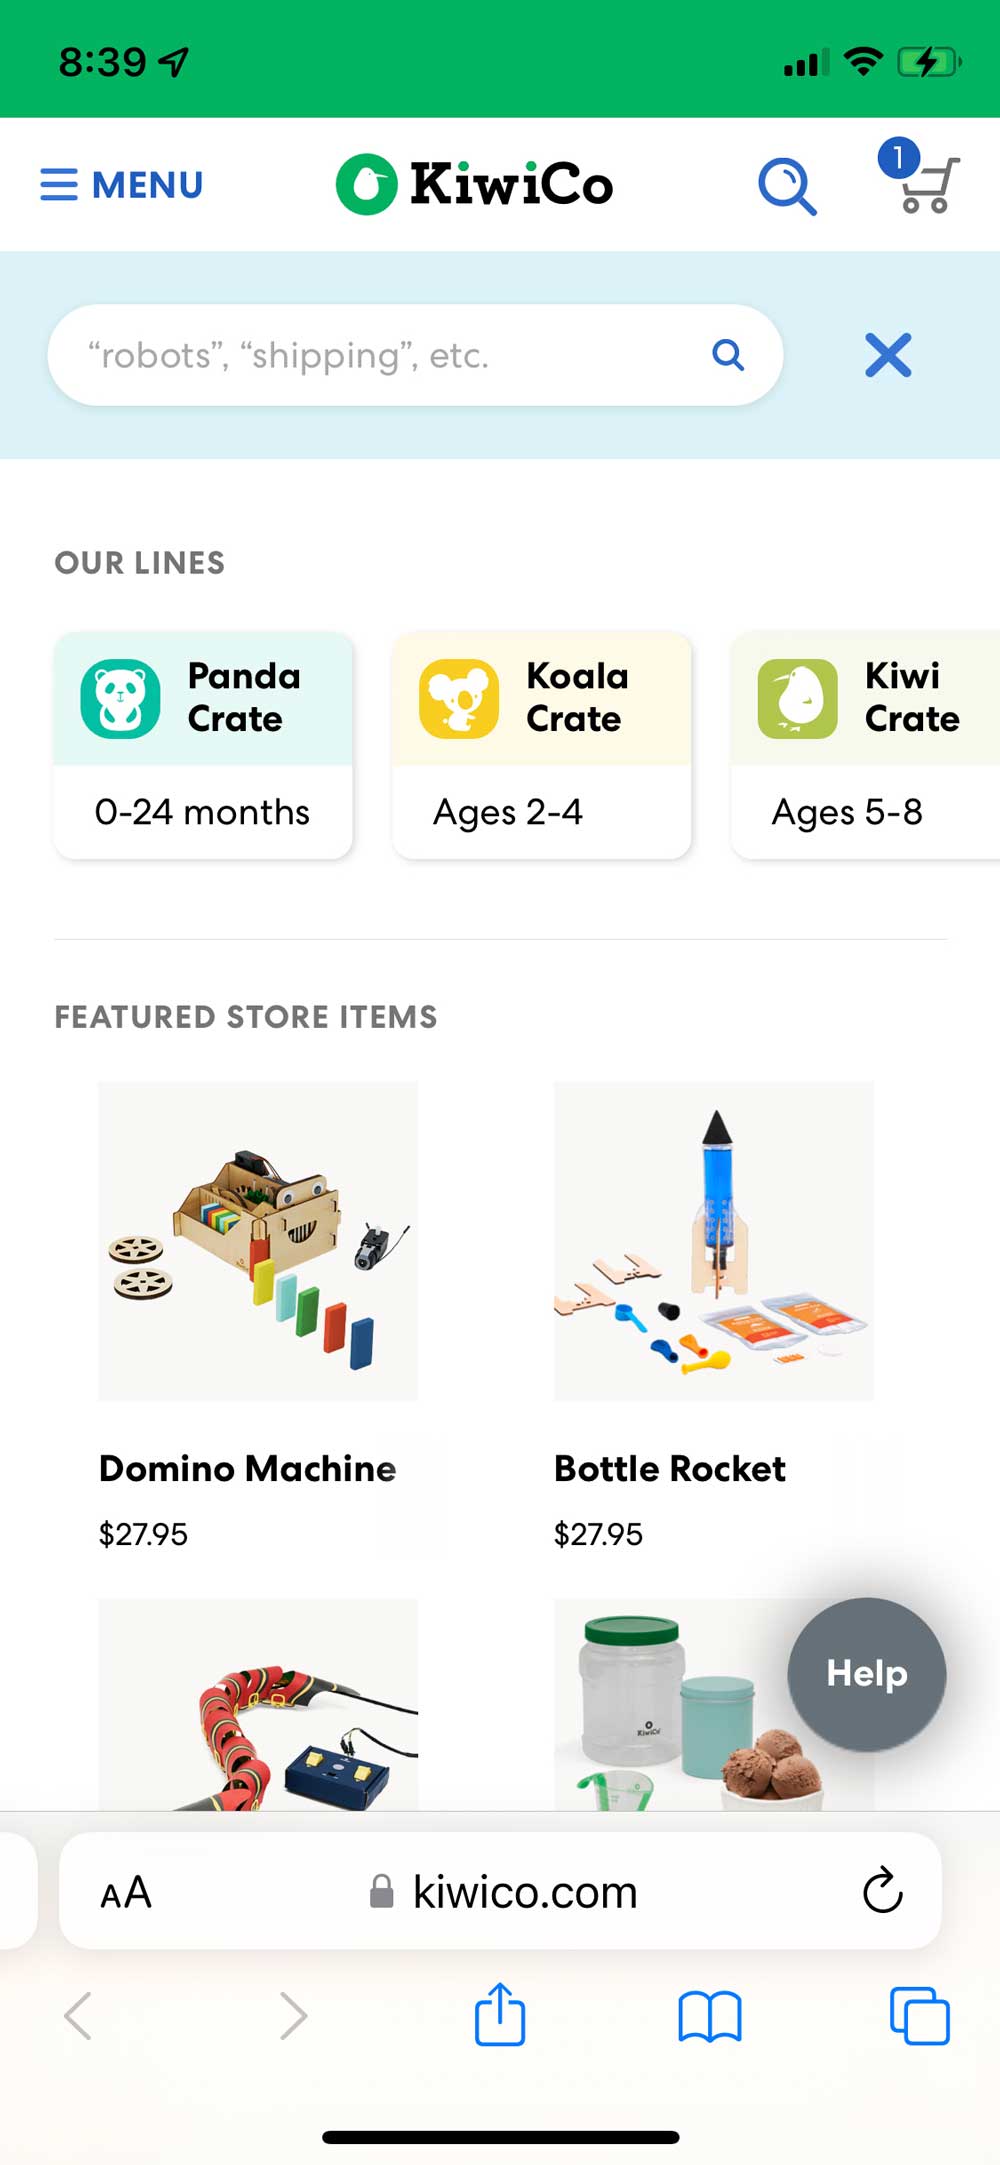 8:39
MENU
KiwiCo
1
“robots”, “shipping”, etc.
OUR LINES
Panda
Crate
0-24 months
Koala
Crate
Ages 2-4
Kiwi
Crate
Ages 5-8
FEATURED STORE ITEMS
Domino Machine
$27.95
Bottle Rocket
$27.95
KiwiCo
Help
AA
kiwico.com